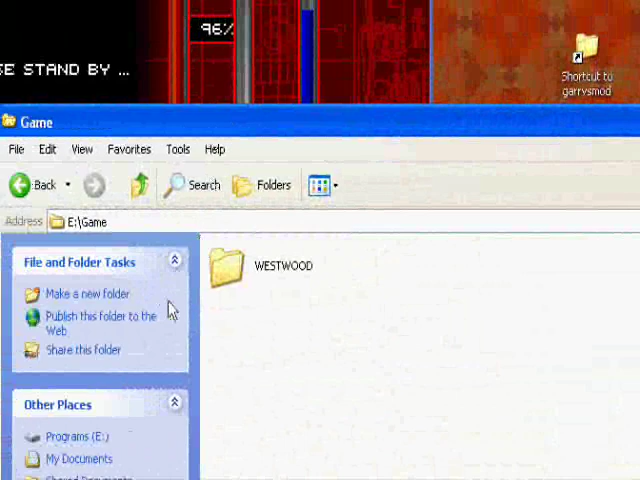 96%
SE STAND BY ...
Shortcut to
garrysmod
Game
File Edit View Favorites Tools Help
Back Search Folders
Address E:\Game
File and Folder Tasks
WESTWOOD
Make a new folder
Publish this folder to the
Web
Share this folder
Other Places
Programs (E:)
My Documents
Shared Documents